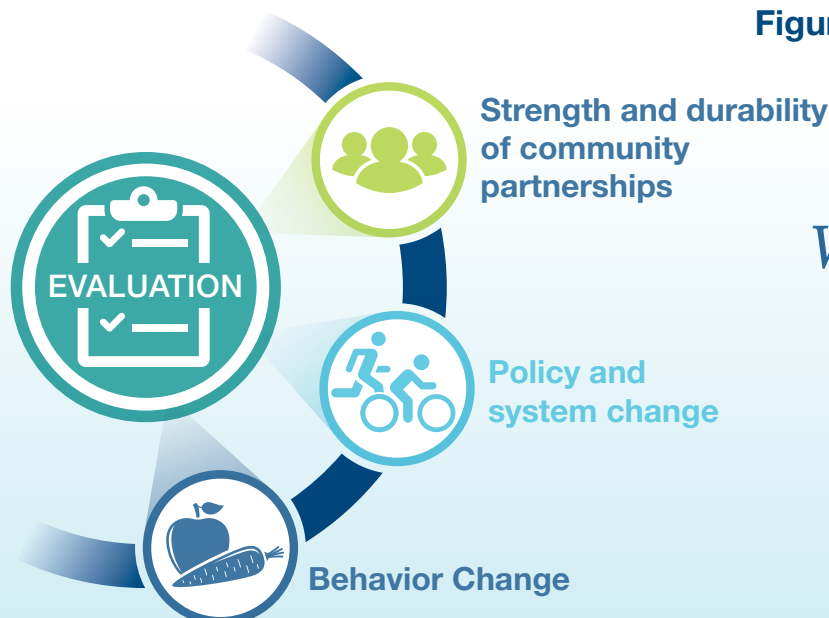 Figur
Strength and durability
of community
partnerships
EVALUATION
Policy and
system change
Behavior Change